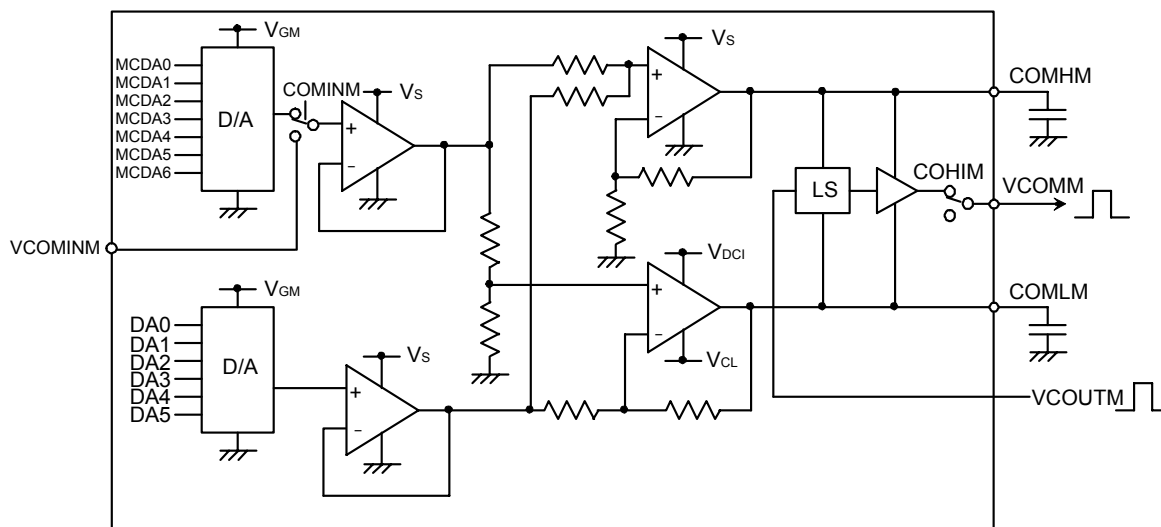 VGM
MCDA0
MCDA1
MCDA2
MCDA3
MCDA4
MCDA5
MCDA6
D/A
COMINM
VS
+
−
VCOMINM
VGM
DA0
DA1
DA2
DA3
DA4
DA5
D/A
VS
+
−
VS
+
−
VDCI
+
−
VCL
LS
COHIM
COMHM
VCOMM
COMLM
VCOUTM